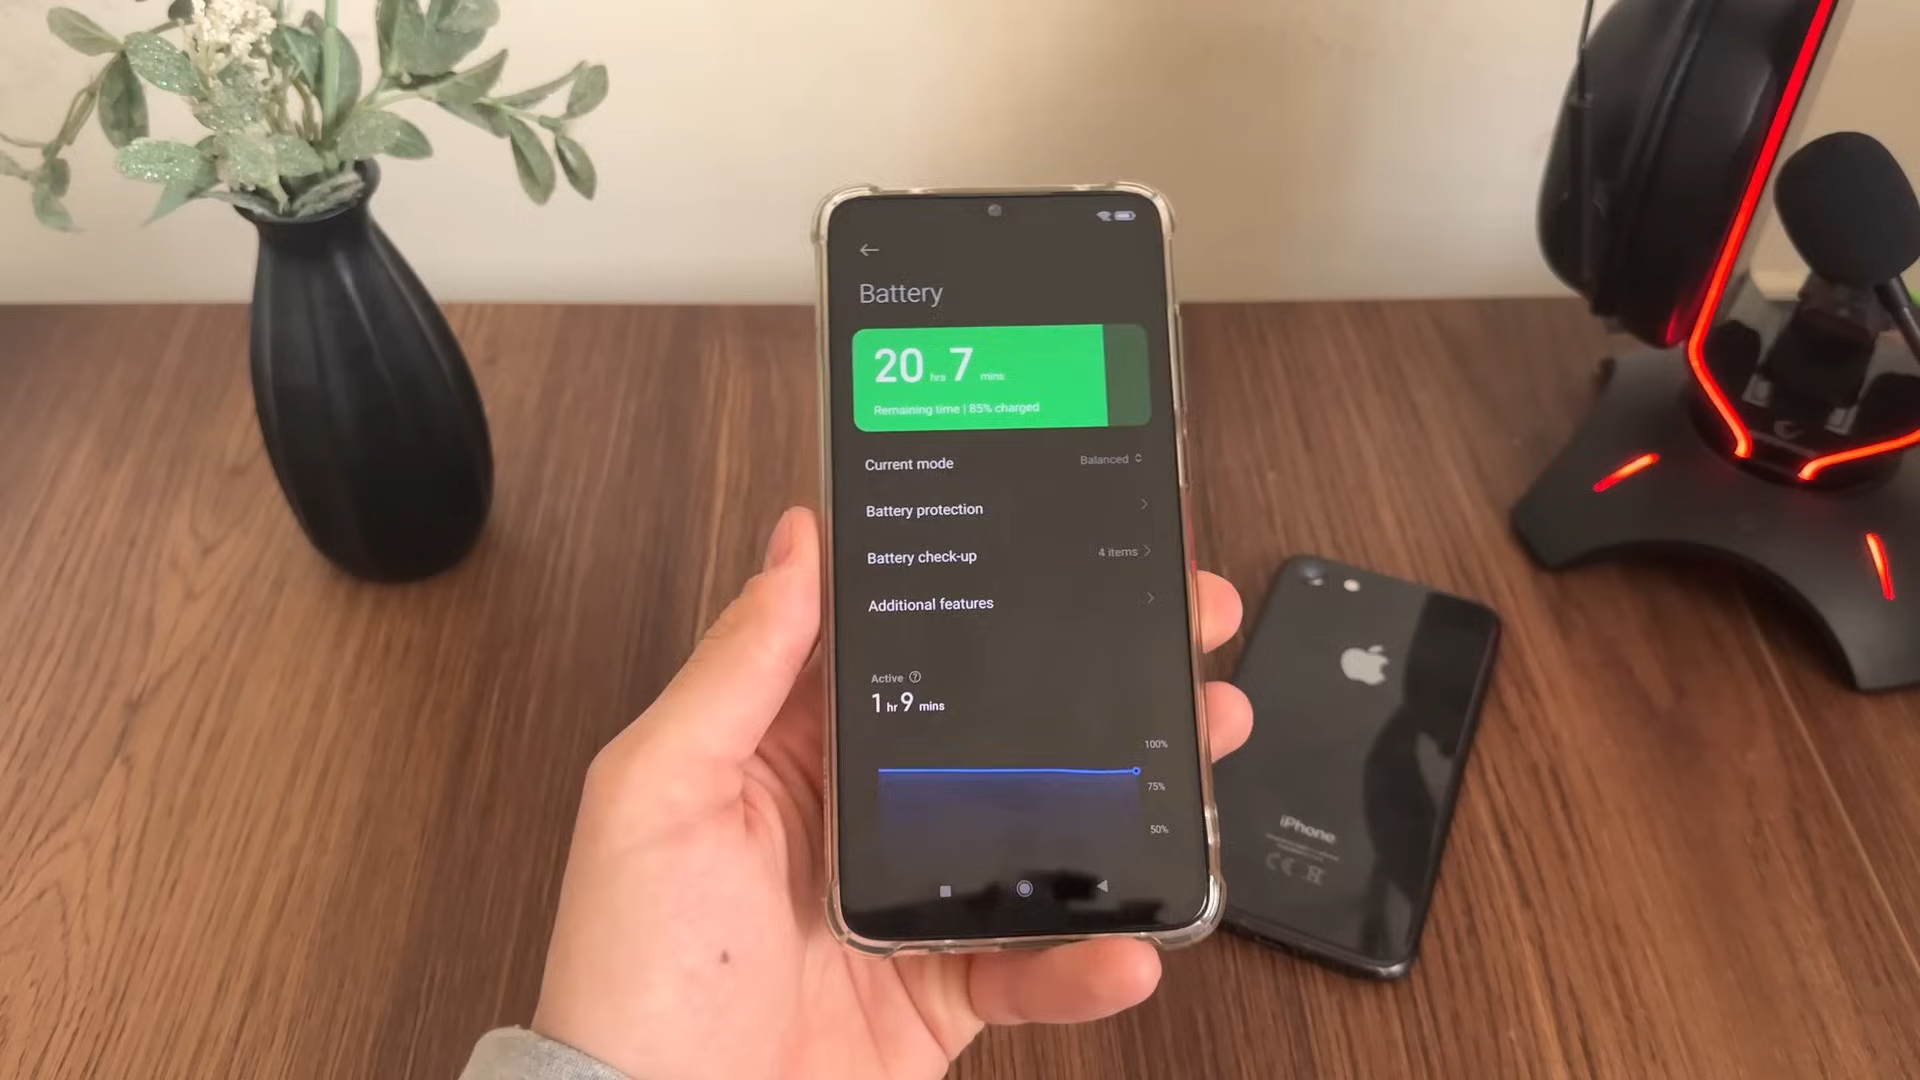 Battery
20 hrs 7 mins
Remaining time | 85% charged
Current mode Balanced
Battery protection
Battery check-up 4 items
Additional features
Active
1 hr 9 mins
100%
75%
50%
iPhone